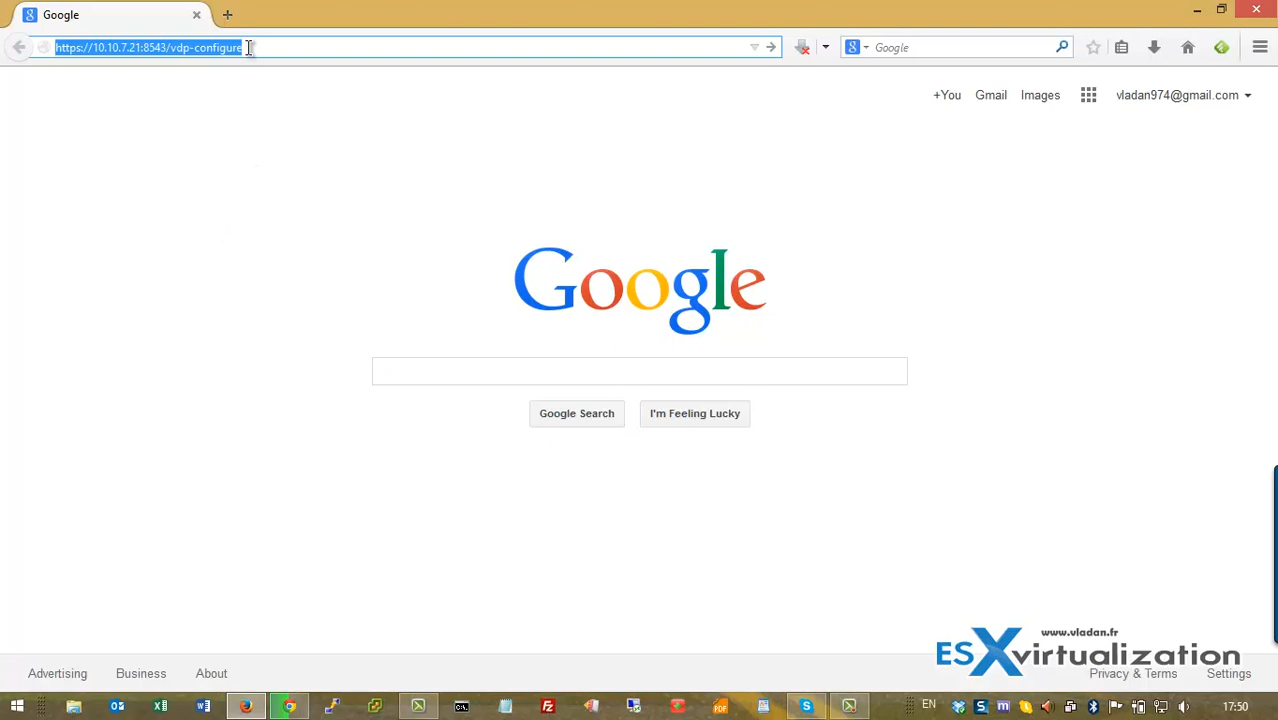 Google
https://10.10.7.21:8543/vdp-configure
Google
+You Gmail Images vladan974@gmail.com
Google
Google Search I'm Feeling Lucky
www.vladan.fr
ESXvirtualization
Advertising Business About Privacy & Terms Settings
EN 17:50